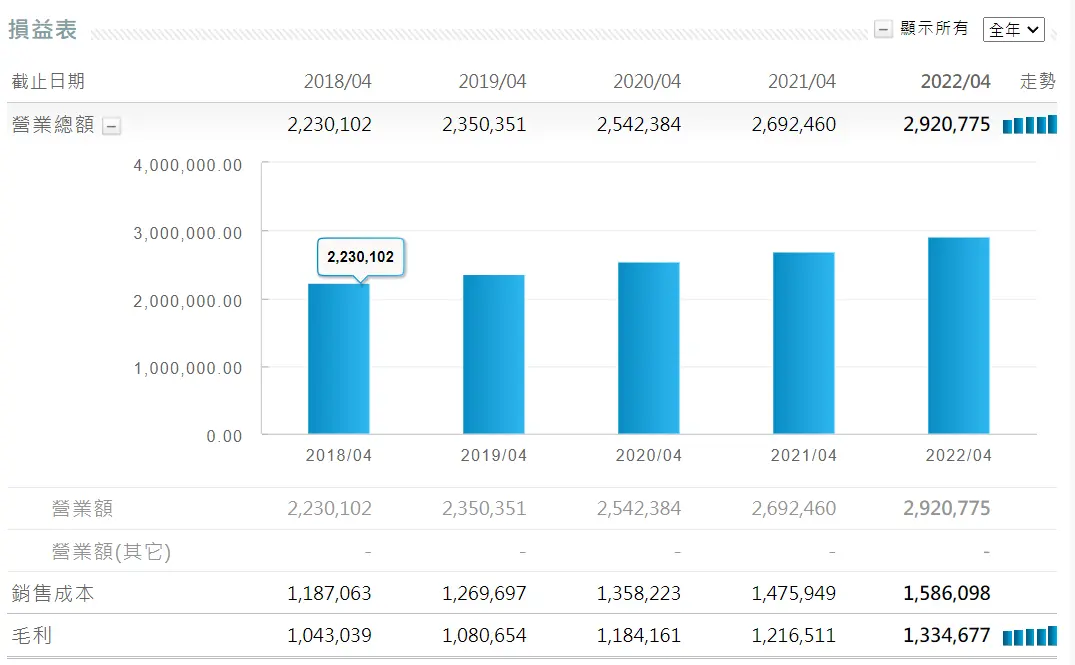 損益表 顯示所有 全年
截止日期 2018/04 2019/04 2020/04 2021/04 2022/04 走勢
營業總額 2,230,102 2,350,351 2,542,384 2,692,460 2,920,775
4,000,000.00
3,000,000.00
2,230,102
2,000,000.00
1,000,000.00
0.00
2018/04 2019/04 2020/04 2021/04 2022/04
營業額 2,230,102 2,350,351 2,542,384 2,692,460 2,920,775
營業額(其它) - - - - -
銷售成本 1,187,063 1,269,697 1,358,223 1,475,949 1,586,098
毛利 1,043,039 1,080,654 1,184,161 1,216,511 1,334,677